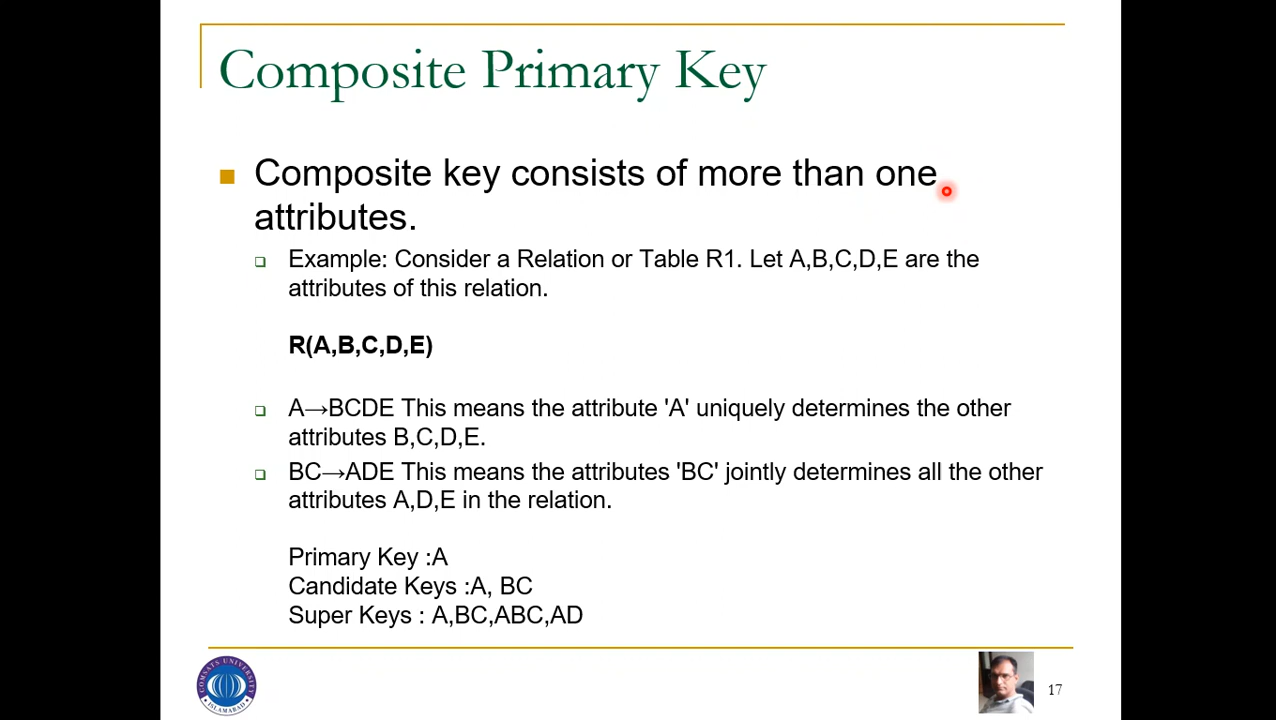 Composite Primary Key
Composite key consists of more than one
attributes.
Example: Consider a Relation or Table R1. Let A,B,C,D,E are the
attributes of this relation.
R(A,B,C,D,E)
A→BCDE This means the attribute 'A' uniquely determines the other
attributes B,C,D,E.
BC→ADE This means the attributes 'BC' jointly determines all the other
attributes A,D,E in the relation.
Primary Key :A
Candidate Keys :A, BC
Super Keys : A,BC,ABC,AD
COMSATS UNIVERSITY
ISLAMABAD
17